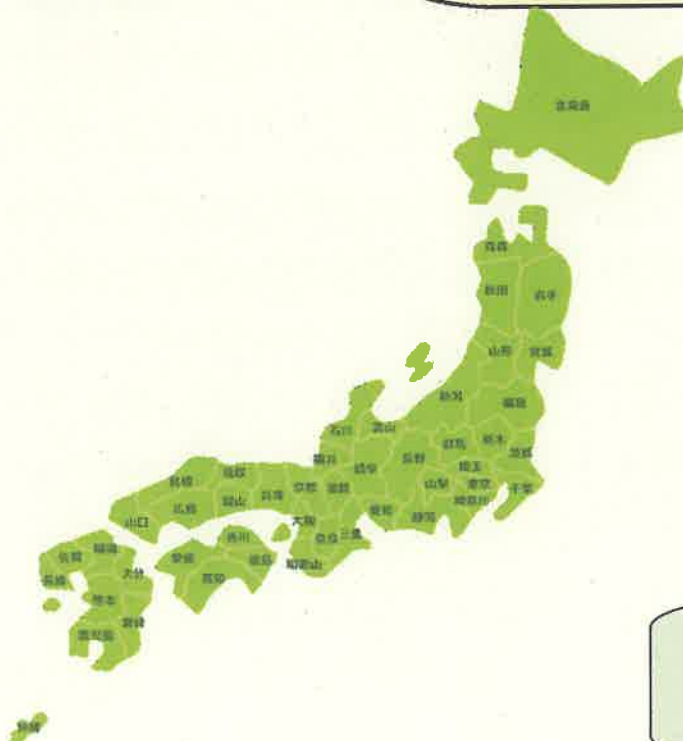 北海道
青森
秋田
岩手
山形
宮城
新潟
福島
石川
富山
群馬
栃木
茨城
福井
岐阜
長野
埼玉
山梨
東京
千葉
神奈川
静岡
愛知
島根
鳥取
広島
岡山
兵庫
京都
滋賀
山口
大阪
奈良
三重
和歌山
香川
徳島
愛媛
高知
佐賀
福岡
長崎
大分
熊本
宮崎
鹿児島
沖縄